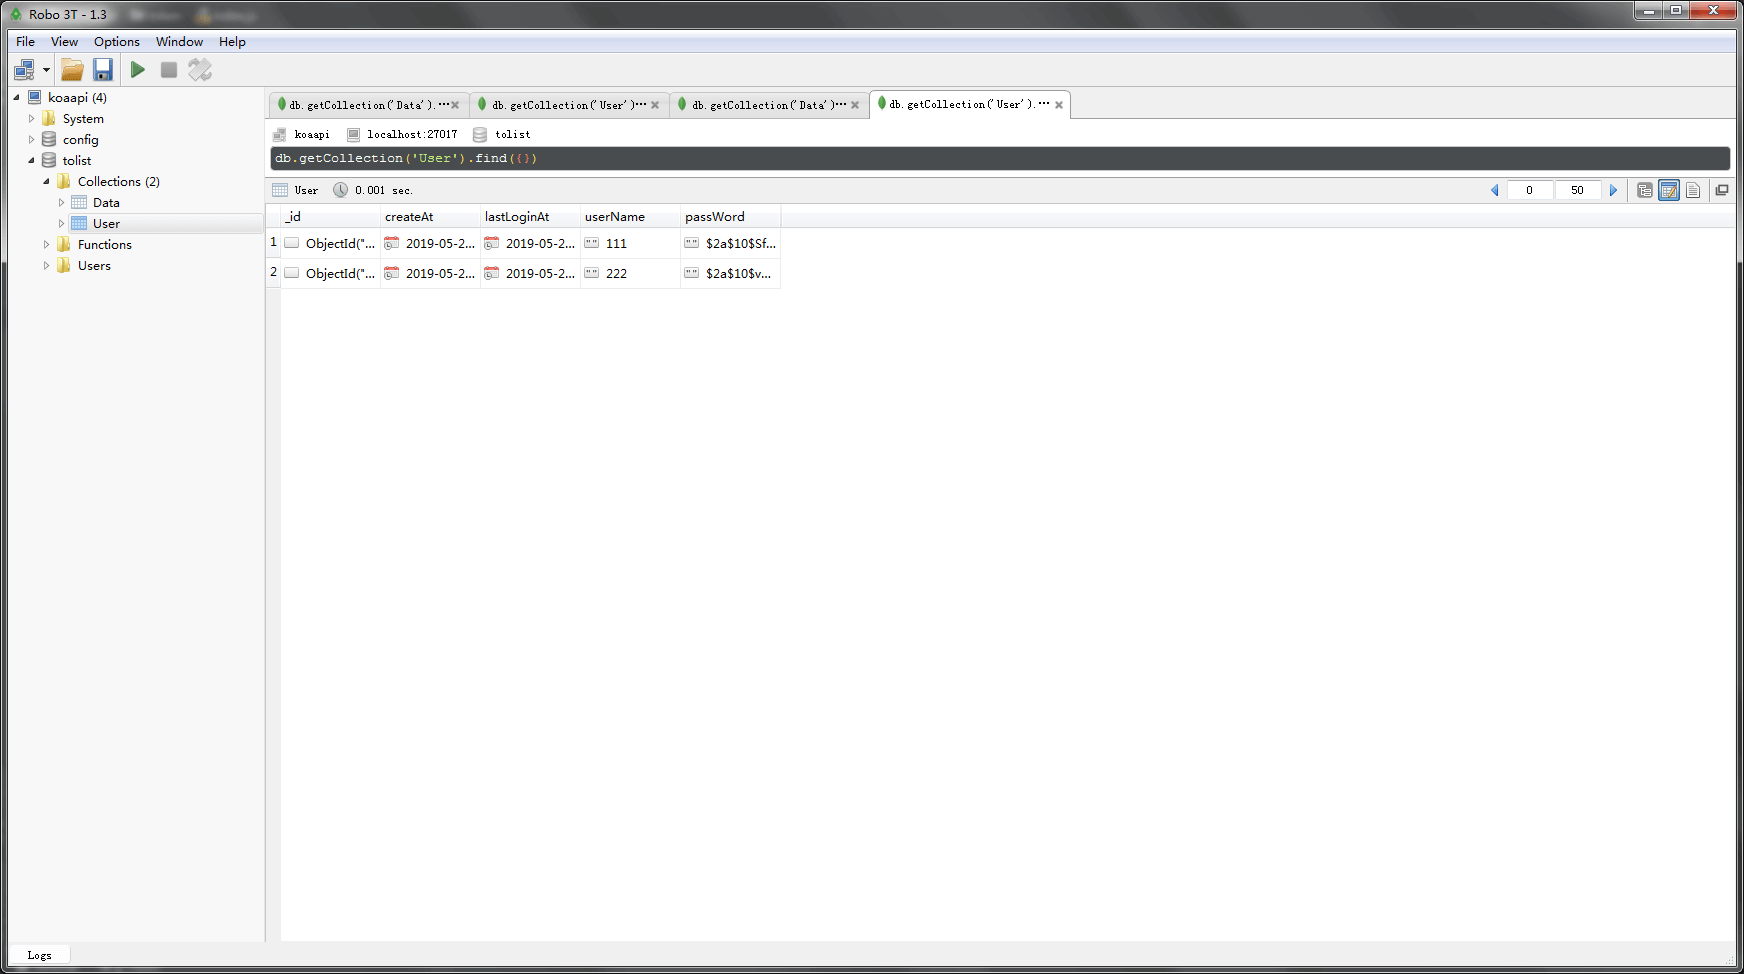 Robo 3T - 1.3
File View Options Window Help
koaapi (4)
System
config
tolist
Collections (2)
Data
User
Functions
Users
db.getCollection('Data').··· db.getCollection('User')··· db.getCollection('Data')··· db.getCollection('User').···
koaapi localhost:27017 tolist
db.getCollection('User').find({})
User 0.001 sec. 0 50
_id createAt lastLoginAt userName passWord
1 ObjectId("... 2019-05-2... 2019-05-2... 111 $2a$10$Sf...
2 ObjectId("... 2019-05-2... 2019-05-2... 222 $2a$10$v...
Logs